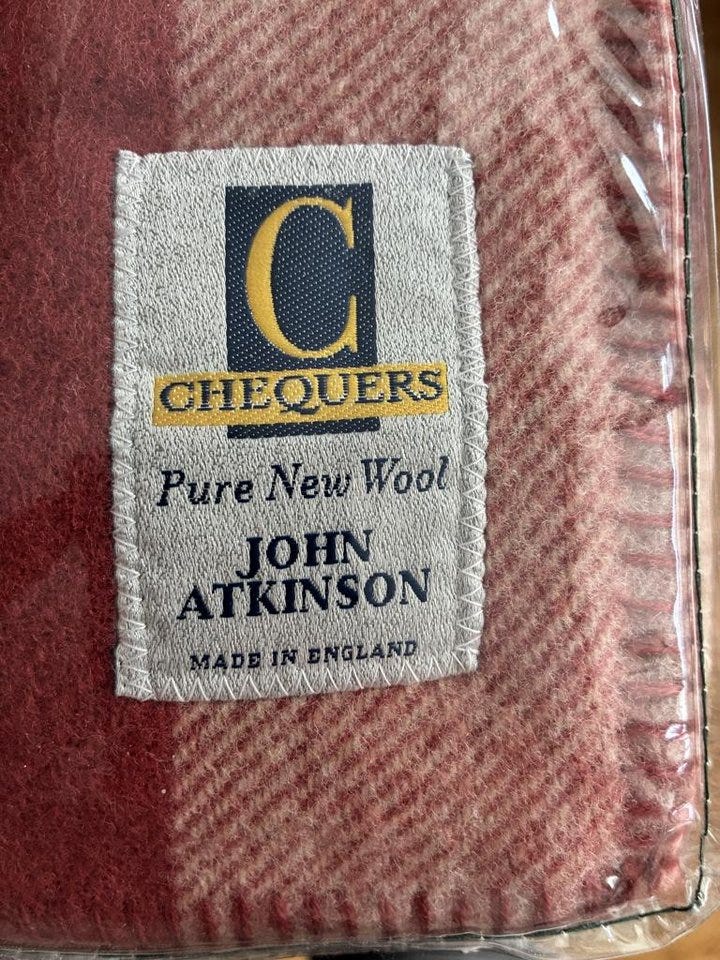 C
CHEQUERS
Pure New Wool
JOHN
ATKINSON
MADE IN ENGLAND